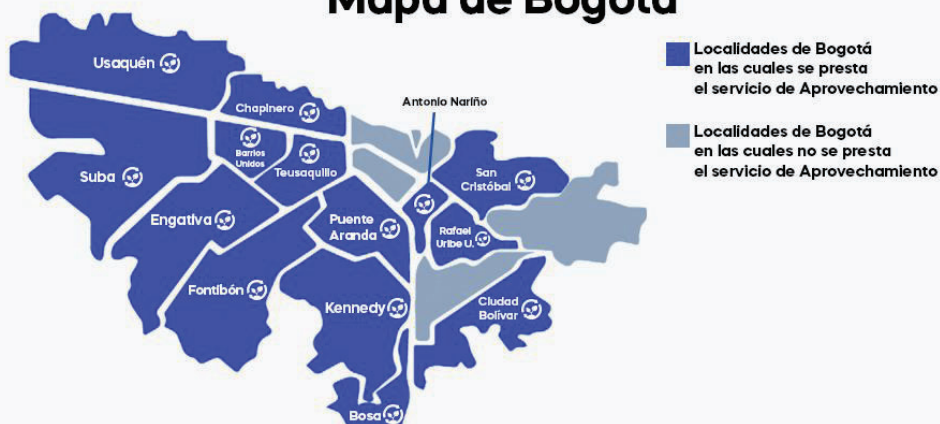 Mapa de Bogotá
Usaquén
Chapinero
Antonio Nariño
Barrios
Unidos
Teusaquillo
Suba
San
Cristóbal
Engativa
Puente
Aranda
Rafael
Uribe U.
Fontibón
Kennedy
Ciudad
Bolívar
Bosa
Localidades de Bogotá
en las cuales se presta
el servicio de Aprovechamiento
Localidades de Bogotá
en las cuales no se presta
el servicio de Aprovechamiento